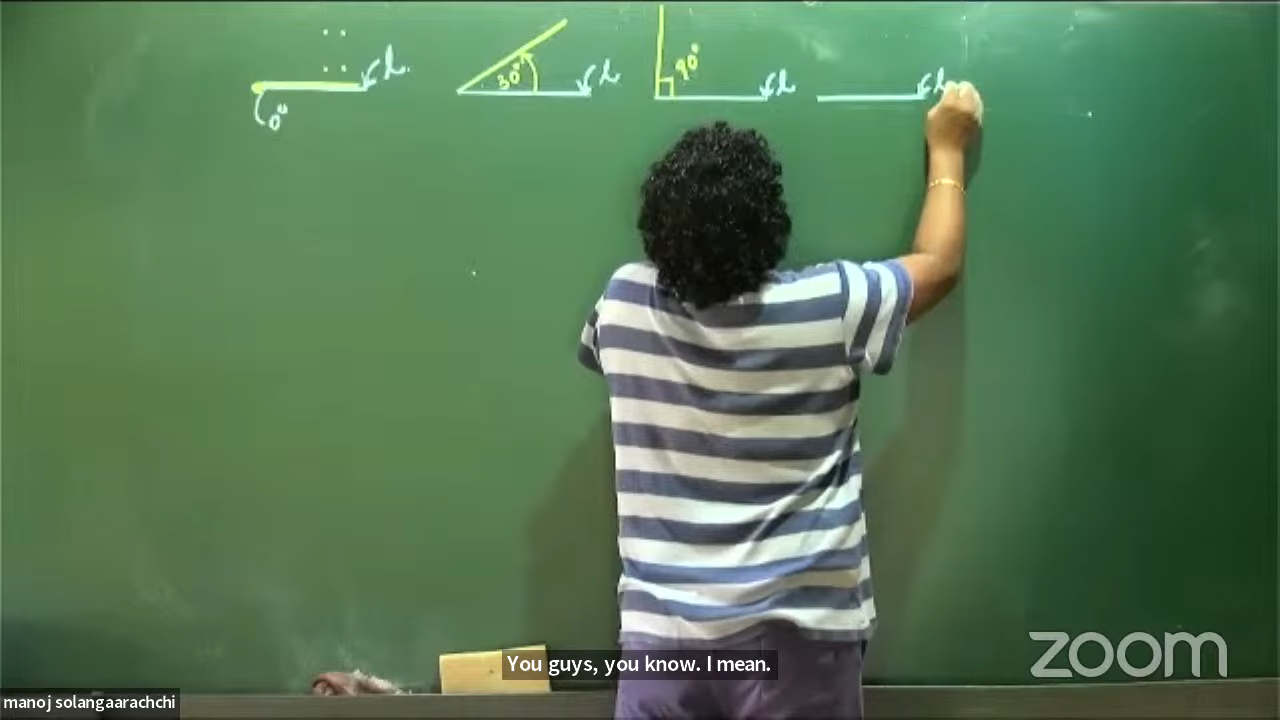 l
0°
30°
l
90°
l
l
You guys, you know. I mean.
zoom
manoj solangaarachchi